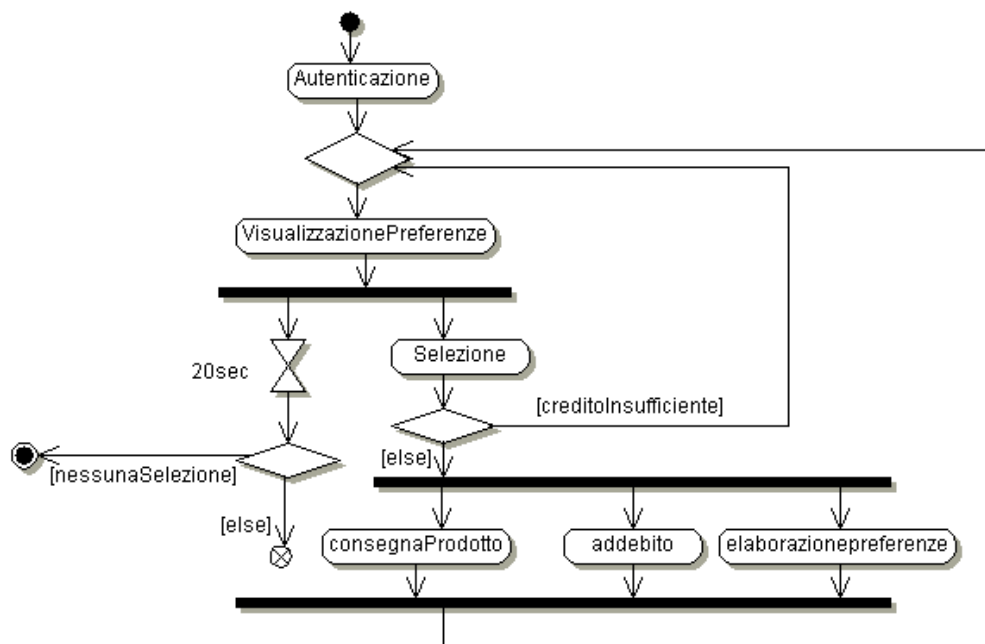 Autenticazione
VisualizzazionePreferenze
20sec
Selezione
[creditoInsufficiente]
[nessunaSelezione]
[else]
[else]
consegnaProdotto
addebito
elaborazionepreferenze